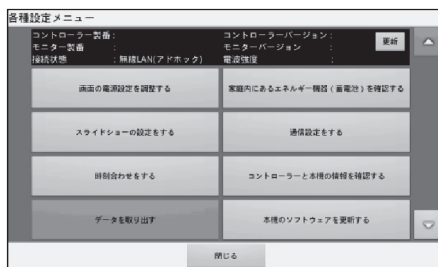 各種設定メニュー
コントローラー製番：
コントローラーバージョン：
モニター製番　：
モニターバージョン　：
接続状態　：無線LAN(アドホック)
電波強度　：
更新
画面の電源設定を調整する
家庭内にあるエネルギー機器（蓄電池）を確認する
スライドショーの設定をする
通信設定をする
時刻合わせをする
コントローラーと本機の情報を確認する
データを取り出す
本機のソフトウェアを更新する
閉じる